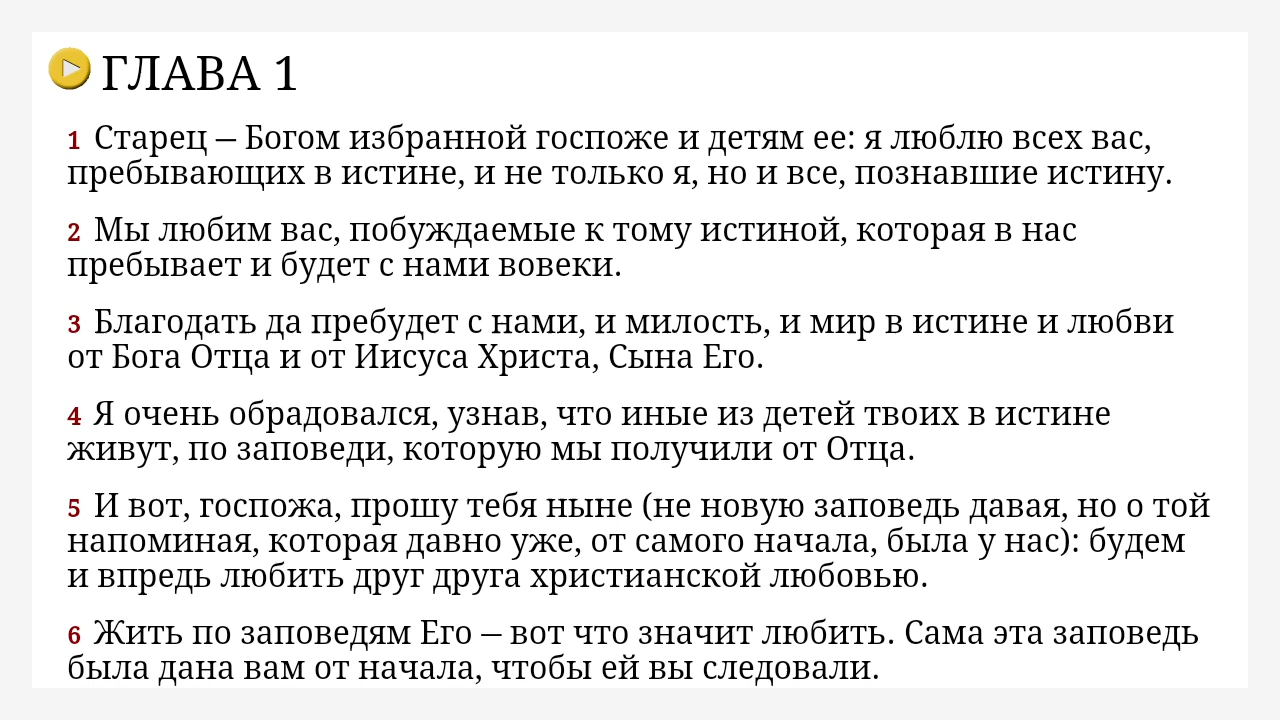 ГЛАВА 1
1 Старец – Богом избранной госпоже и детям ее: я люблю всех вас,
пребывающих в истине, и не только я, но и все, познавшие истину.
2 Мы любим вас, побуждаемые к тому истиной, которая в нас
пребывает и будет с нами вовеки.
3 Благодать да пребудет с нами, и милость, и мир в истине и любви
от Бога Отца и от Иисуса Христа, Сына Его.
4 Я очень обрадовался, узнав, что иные из детей твоих в истине
живут, по заповеди, которую мы получили от Отца.
5 И вот, госпожа, прошу тебя ныне (не новую заповедь давая, но о той
напоминая, которая давно уже, от самого начала, была у нас): будем
и впредь любить друг друга христианской любовью.
6 Жить по заповедям Его – вот что значит любить. Сама эта заповедь
была дана вам от начала, чтобы ей вы следовали.